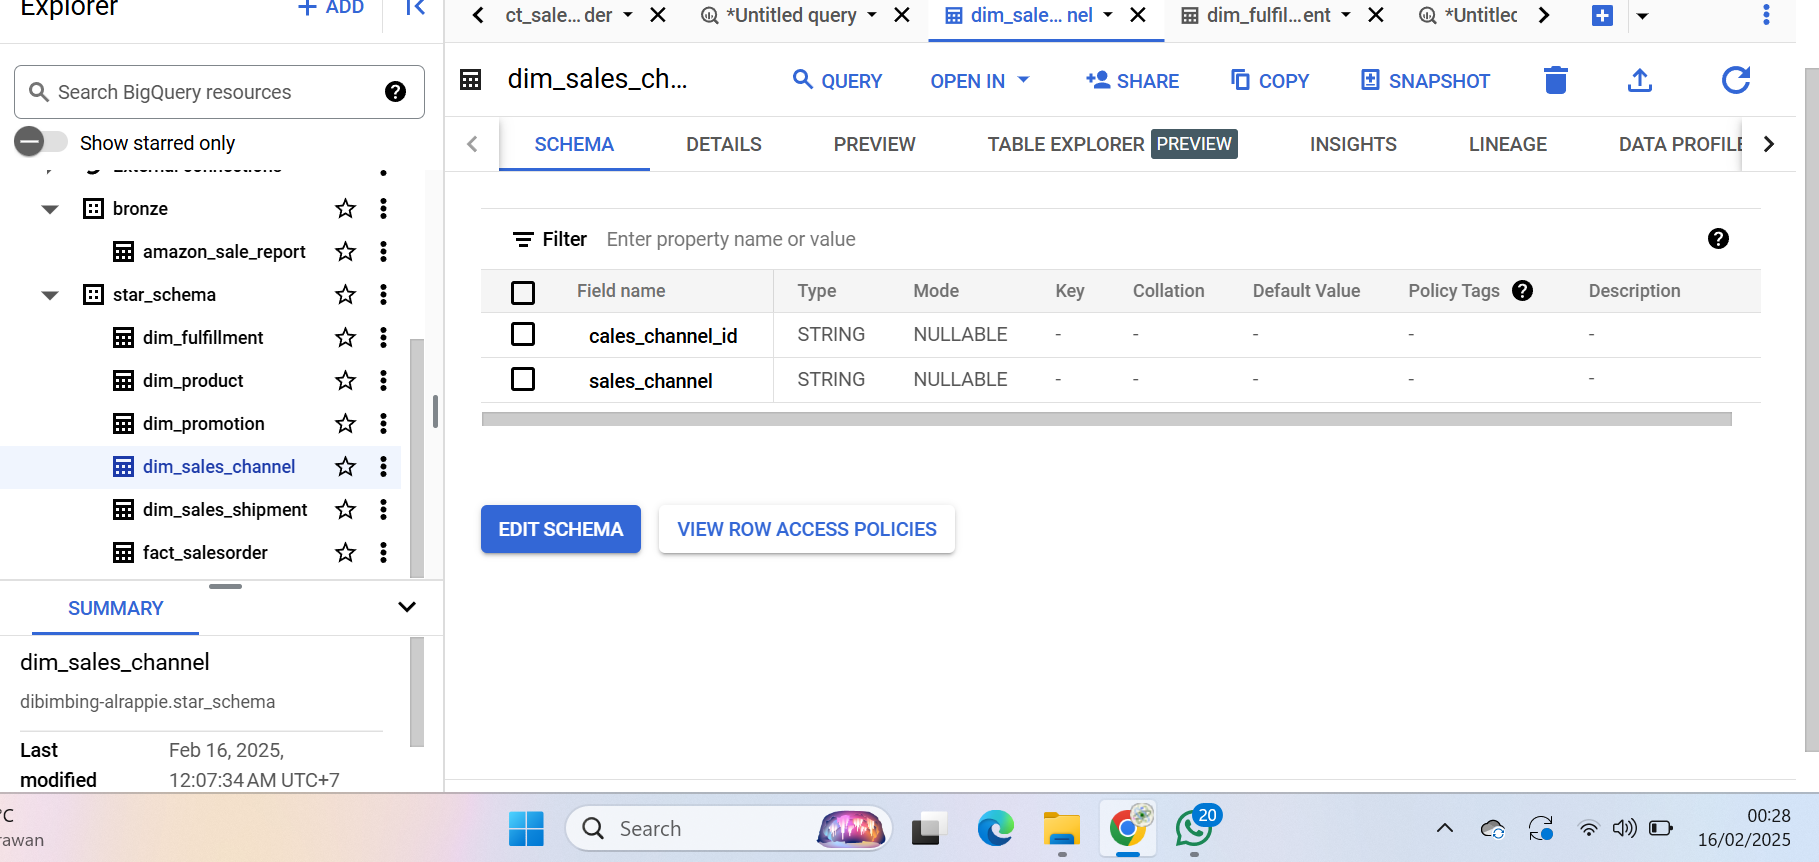 Explorer
+ ADD
Search BigQuery resources
Show starred only
External connections
bronze
amazon_sale_report
star_schema
dim_fulfillment
dim_product
dim_promotion
dim_sales_channel
dim_sales_shipment
fact_salesorder
SUMMARY
dim_sales_channel
dibimbing-alrappie.star_schema
Last modified
Feb 16, 2025, 12:07:34 AM UTC+7
ct_sale... der
*Untitled query
dim_sale... nel
dim_fulfil...ent
*Untitled
dim_sales_ch...
QUERY
OPEN IN
SHARE
COPY
SNAPSHOT
SCHEMA
DETAILS
PREVIEW
TABLE EXPLORER PREVIEW
INSIGHTS
LINEAGE
DATA PROFILE
Filter Enter property name or value
Field name Type Mode Key Collation Default Value Policy Tags Description
cales_channel_id STRING NULLABLE - - - - -
sales_channel STRING NULLABLE - - - - -
EDIT SCHEMA
VIEW ROW ACCESS POLICIES
°C
rawan
Search
20
00:28
16/02/2025